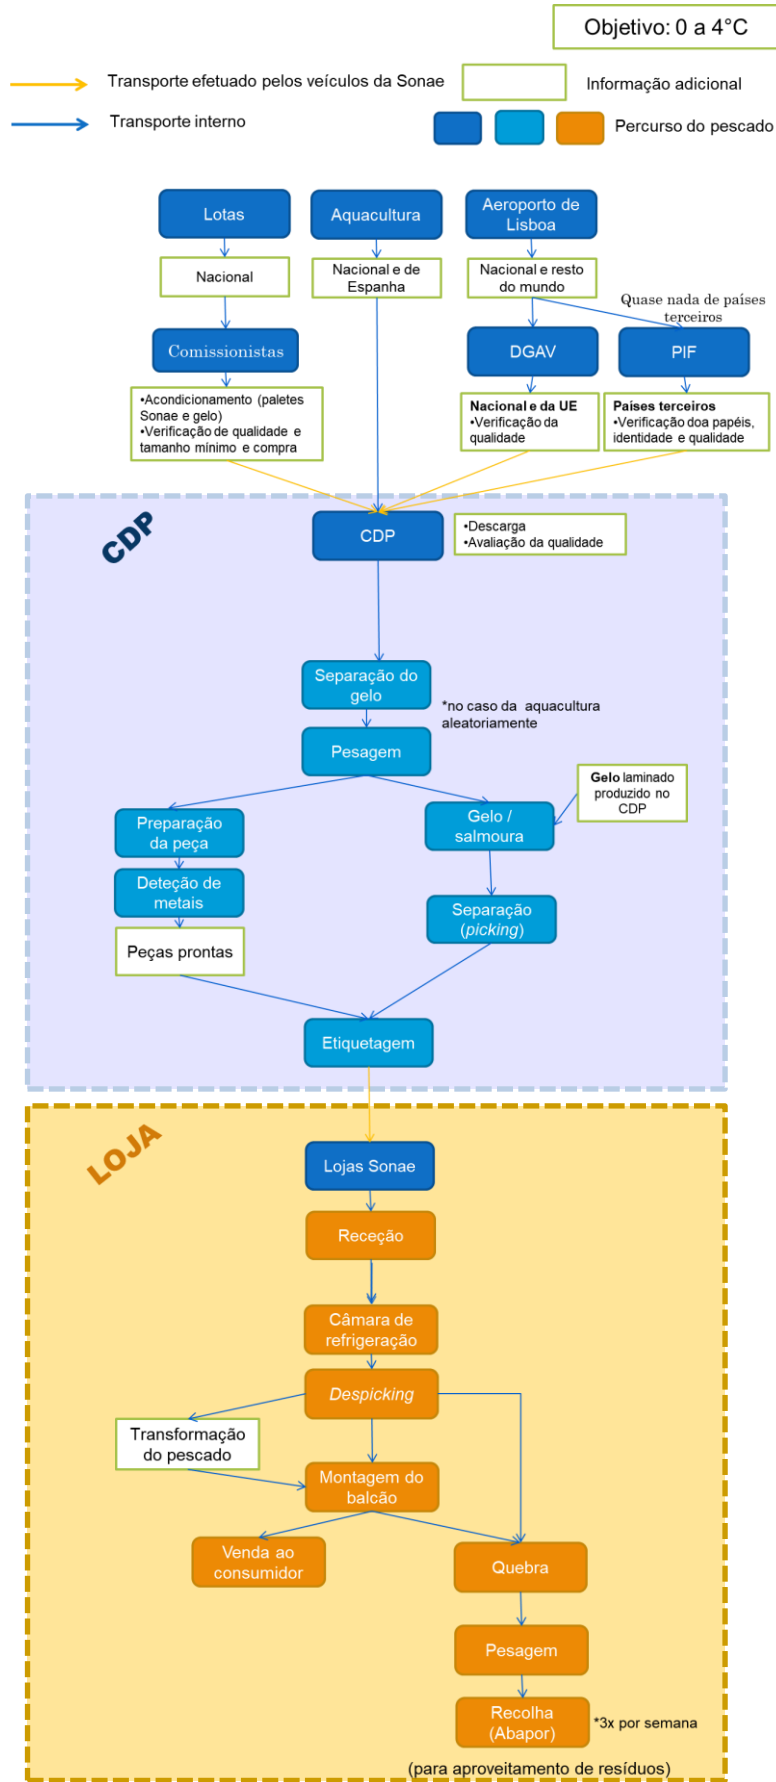 Objetivo: 0 a 4°C
Transporte efetuado pelos veículos da Sonae
Informação adicional
Transporte interno
Percurso do pescado
Lotas
Aquacultura
Aeroporto de
Lisboa
Nacional
Nacional e de
Espanha
Nacional e resto
do mundo
Quase nada de países
terceiros
Comissionistas
DGAV
PIF
•Acondicionamento (paletes
Sonae e gelo)
•Verificação de qualidade e
tamanho mínimo e compra
Nacional e da UE
•Verificação da
qualidade
Países terceiros
•Verificação doa papéis,
identidade e qualidade
CDP
CDP
•Descarga
•Avaliação da qualidade
Separação do
gelo
*no caso da aquacultura
aleatoriamente
Pesagem
Gelo laminado
produzido no
CDP
Preparação
da peça
Gelo /
salmoura
Deteção de
metais
Separação
(picking)
Peças prontas
Etiquetagem
LOJA
Lojas Sonae
Receção
Câmara de
refrigeração
Despicking
Transformação
do pescado
Montagem do
balcão
Venda ao
consumidor
Quebra
Pesagem
Recolha
(Abapor)
*3x por semana
(para aproveitamento de resíduos)